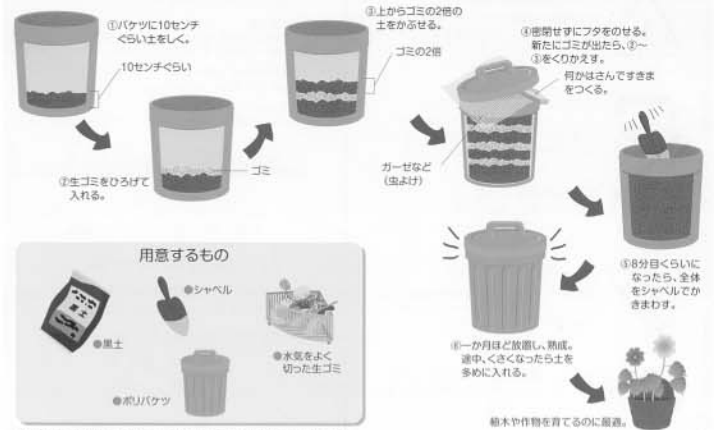 ①バケツに10センチ
ぐらい土をしく。
10センチぐらい
②生ゴミをひろげて
入れる。
ゴミ
③上からゴミの2倍の
土をかぶせる。
ゴミの2倍
④密閉せずにフタをのせる。
新たにゴミが出たら、②〜
③をくりかえす。
何かはさんですきま
をつくる。
ガーゼなど
(虫よけ)
⑤8分目くらいに
なったら、全体
をシャベルでか
きまわす。
⑥一か月ほど放置し、熟成。
途中、くさくなったら土を
多めに入れる。
植木や作物を育てるのに最適。
用意するもの
黒土
●黒土
●シャベル
●水気をよく
切った生ゴミ
●ポリバケツ